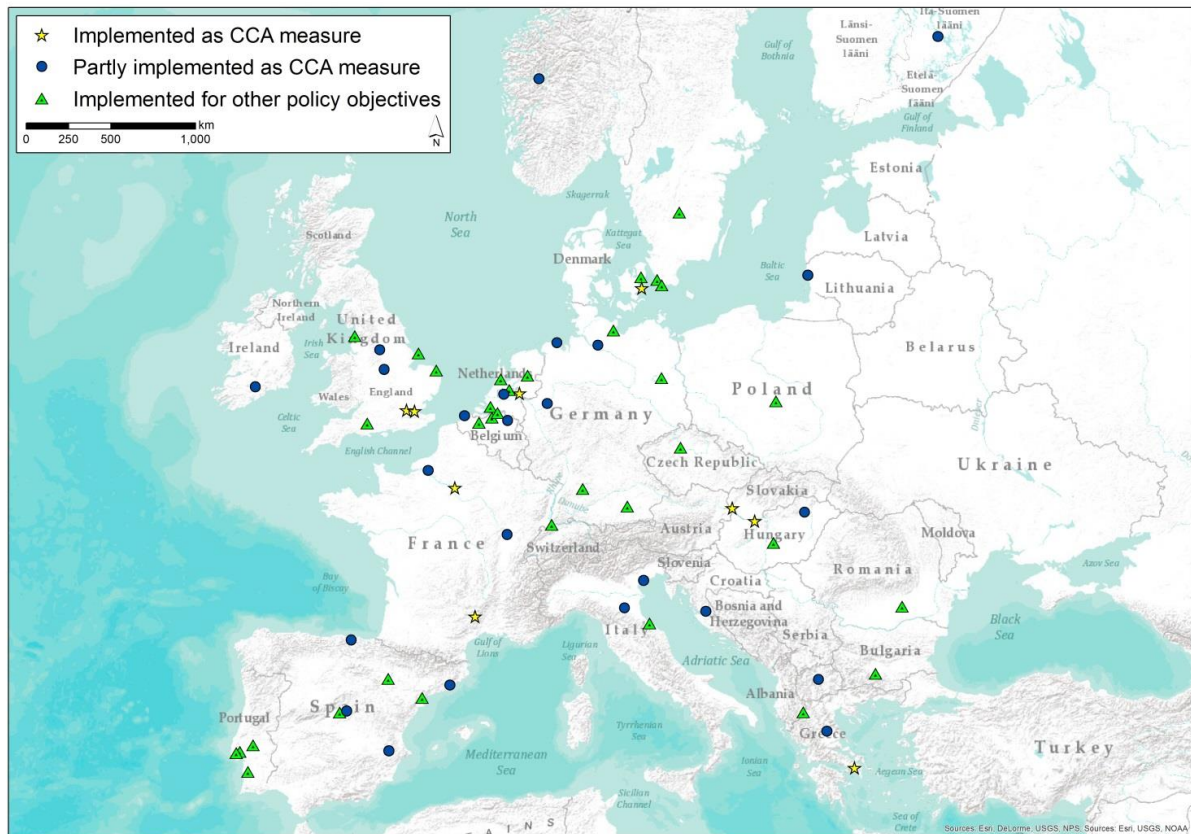 Implemented as CCA measure
Partly implemented as CCA measure
Implemented for other policy objectives
km
0 250 500 1,000
N
Länsi-
Suomen
lääni
Itä-Suomen
lääni
Etelä-
Suomen
lääni
Gulf of
Bothnia
Gulf of
Finland
Estonia
Skagerrak
North
Sea
Scotland
Kattegat
Sea
Denmark
Latvia
Baltic
Sea
Lithuania
Northern
Ireland
United
Kingdom
Irish
Sea
Ireland
Belarus
Netherland
England
Wales
Poland
Germany
Celtic
Sea
Belgium
English Channel
Dnieper
Czech Republic
Ukraine
Rhine
Danube
Slovakia
Austria
Hungary
Moldova
France
Switzerland
Slovenia
Romania
Azov Sea
Croatia
Bay
of Biscay
Bosnia and
Herzegovina
Italy
Serbia
Black
Sea
Gulf of
Lions
Ligurian
Sea
Bulgaria
Adriatic Sea
Albania
Spain
Portugal
Tyrrhenian
Sea
Greece
Turkey
Mediterranean
Sea
Ionian
Sea
Aegean Sea
Sicilian
Channel
Sea of
Crete
A I N S
Sources: Esri, DeLorme, USGS, NPS, Sources: Esri, USGS, NOAA